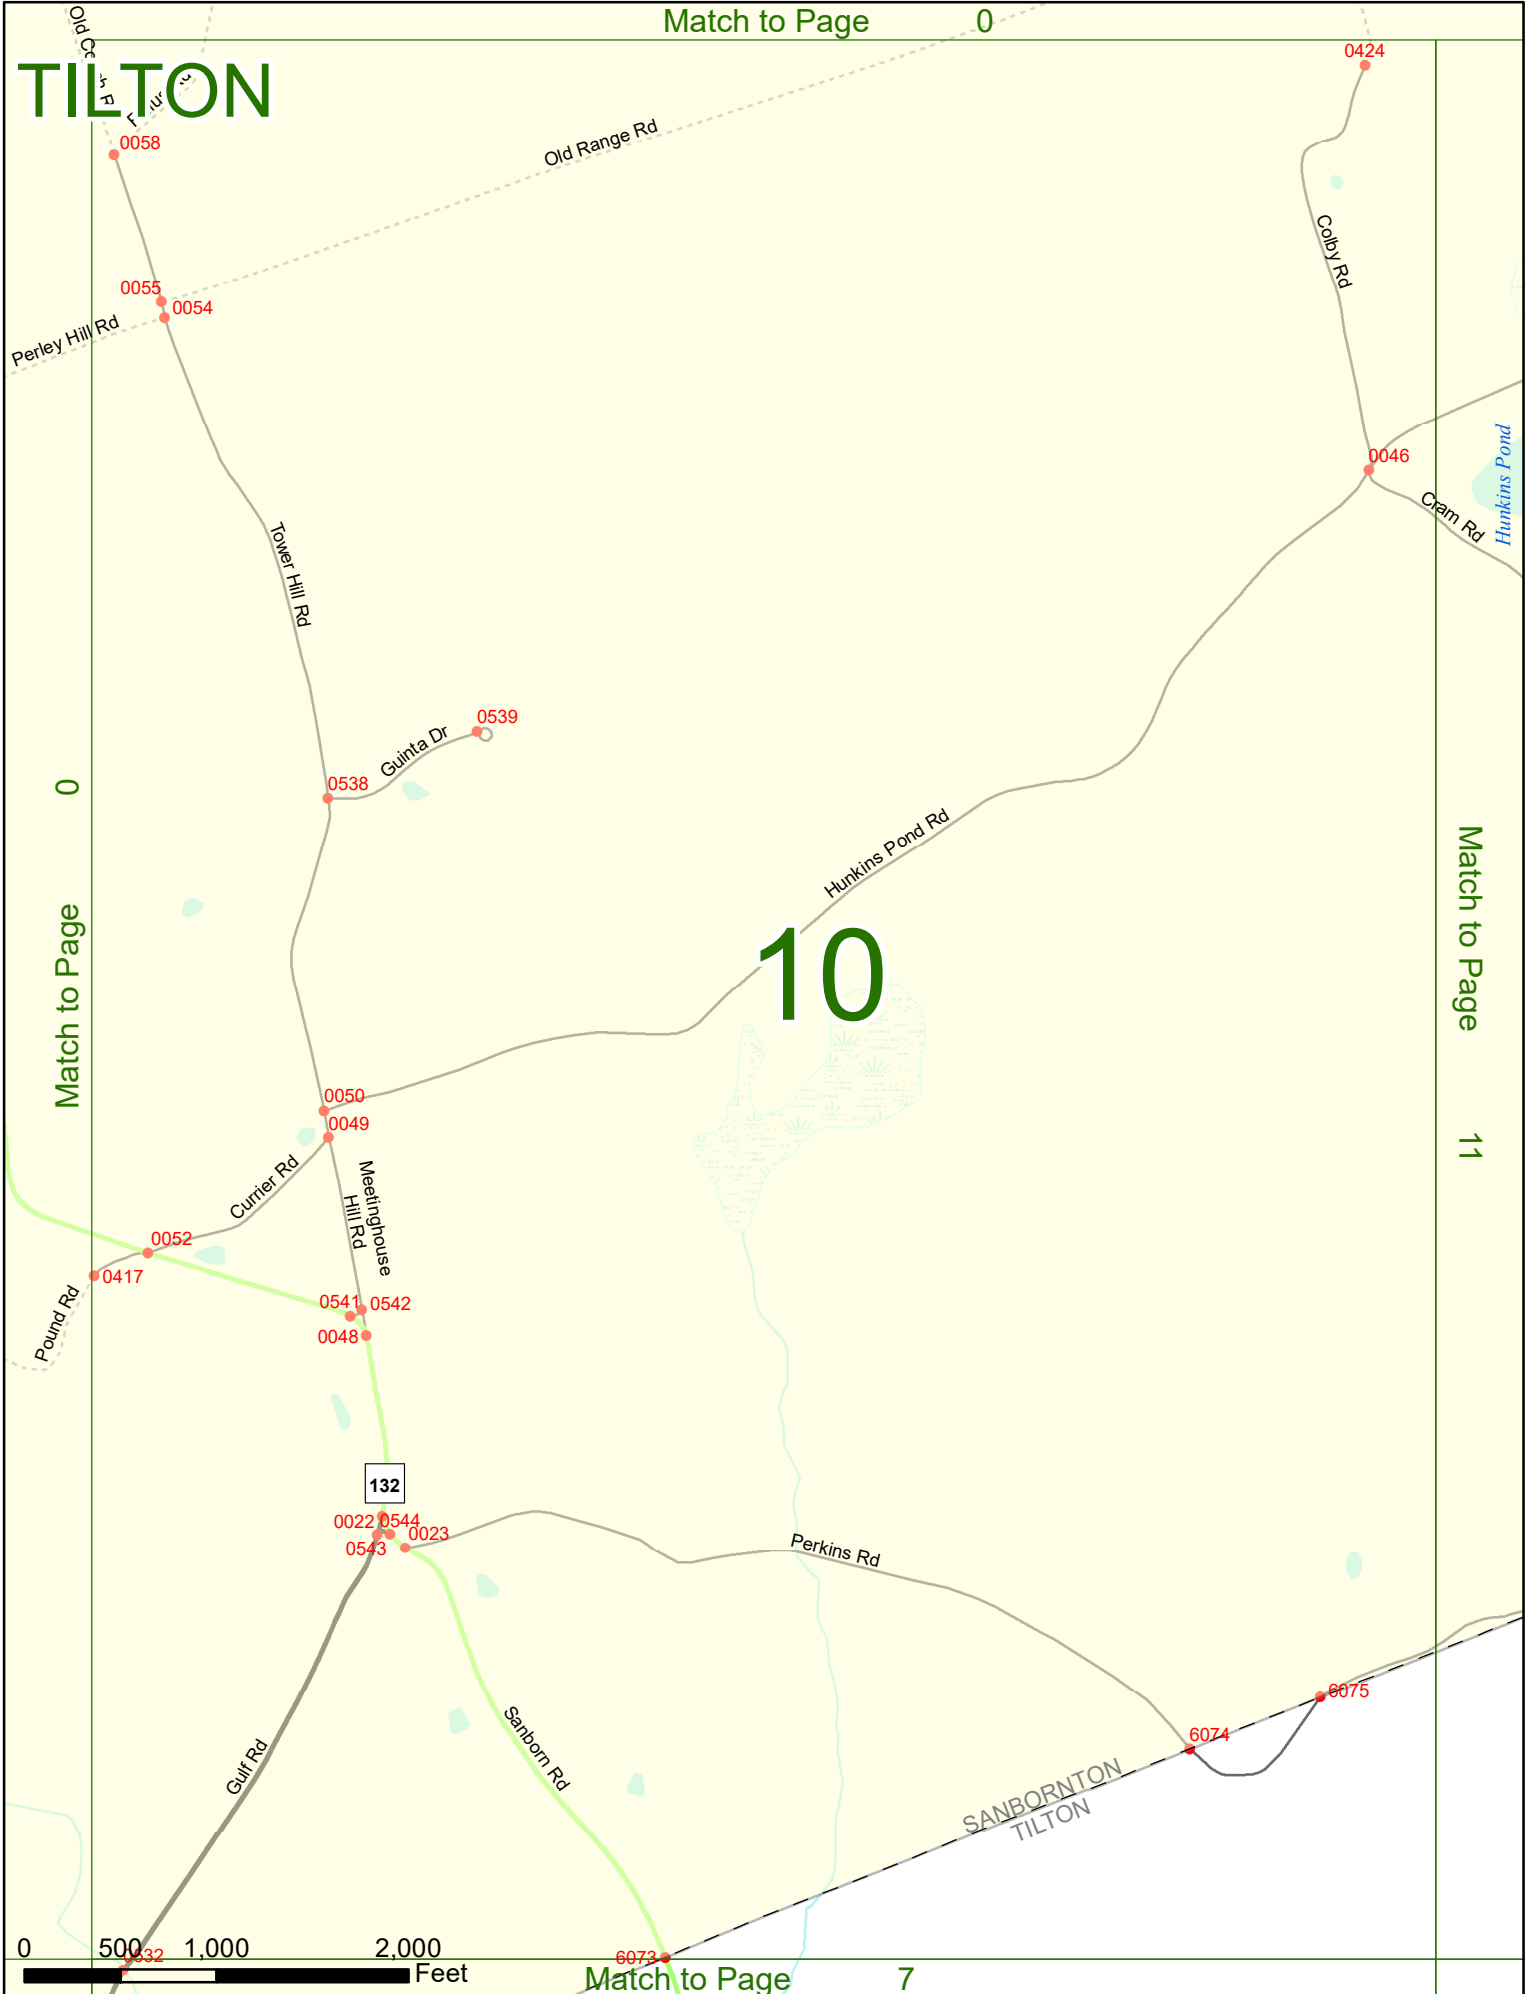 Match to Page 0
TILTON
0424
0058
Old Range Rd
Colby Rd
0055
0054
Perley Hill Rd
0046
Cram Rd
Hunkins Pond
Tower Hill Rd
0539
Guinta Dr
0538
0
Match to Page
Hunkins Pond Rd
Match to Page
11
10
0050
0049
Currier Rd
Meetinghouse
Hill Rd
0052
0417
Pound Rd
0541
0542
0048
132
0022
0544
0023
0543
Perkins Rd
6075
6074
Gulf Rd
Sanborn Rd
SANBORNTON
TILTON
0 500 1,000 2,000
Feet
0632
6073
Match to Page 7